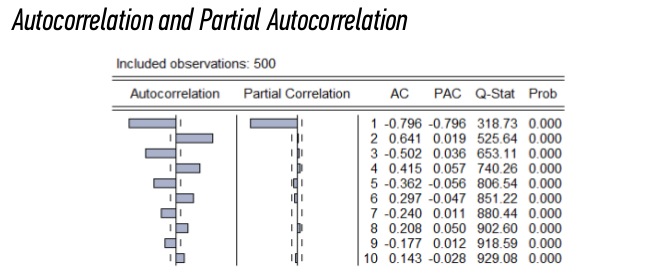 Autocorrelation and Partial Autocorrelation
Included observations: 500
Autocorrelation Partial Correlation AC PAC Q-Stat Prob
1 -0.796 -0.796 318.73 0.000
2 0.641 0.019 525.64 0.000
3 -0.502 0.036 653.11 0.000
4 0.415 0.057 740.26 0.000
5 -0.362 -0.056 806.54 0.000
6 0.297 -0.047 851.22 0.000
7 -0.240 0.011 880.44 0.000
8 0.208 0.050 902.60 0.000
9 -0.177 0.012 918.59 0.000
10 0.143 -0.028 929.08 0.000